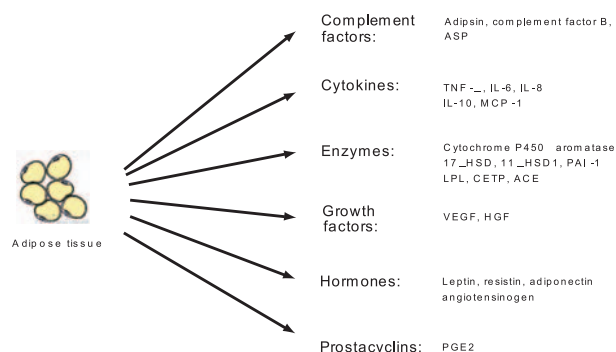 Complement factors: Adipsin, complement factor B, ASP
Cytokines: TNF-_, IL-6, IL-8
IL-10, MCP-1
Enzymes: Cytochrome P450 aromatase
17_HSD, 11_HSD1, PAI-1
LPL, CETP, ACE
Growth factors: VEGF, HGF
Adipose tissue
Hormones: Leptin, resistin, adiponectin
angiotensinogen
Prostacyclins: PGE2